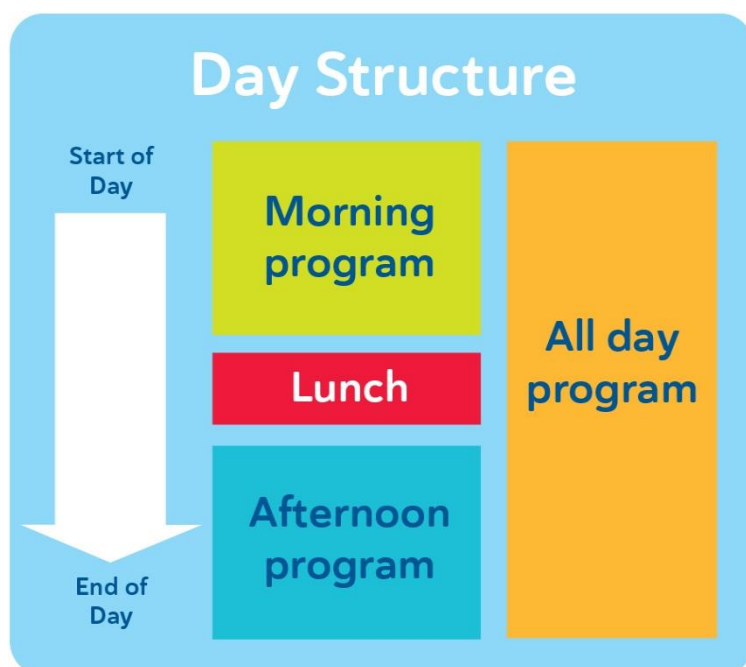 Day Structure
Start of
Day
Morning
program
Lunch
Afternoon
program
All day
program
End of
Day